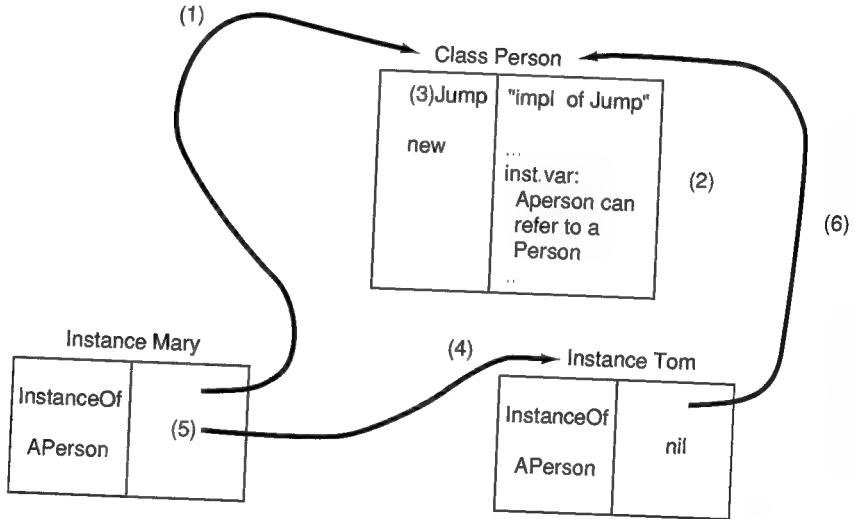 (1)
Class Person
(3)Jump "impl of Jump"
new
...
inst.var:
Aperson can
refer to a
Person
..
(2)
(6)
Instance Mary
InstanceOf
APerson
(5)
(4)
Instance Tom
InstanceOf
APerson
nil